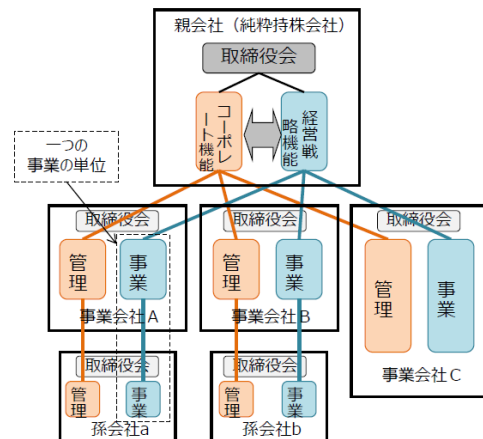 親会社（純粋持株会社）
取締役会
コーポレート機能
経営戦略機能
一つの
事業の単位
取締役会
管理
事業
事業会社A
取締役会
管理
事業
事業会社B
取締役会
管理
事業
事業会社C
取締役会
管理
事業
孫会社a
取締役会
管理
事業
孫会社b